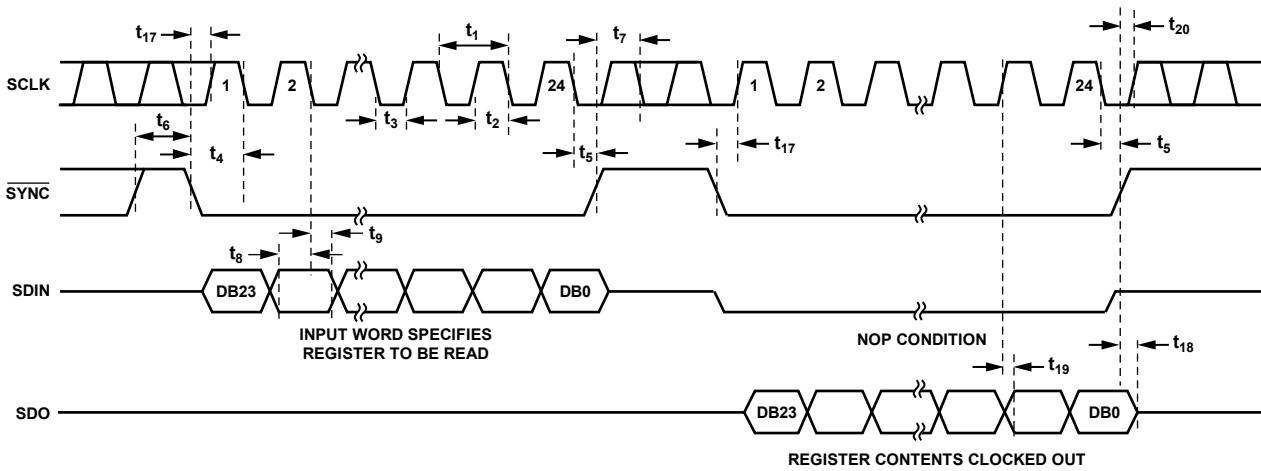 t17
t1
t7
t20
SCLK
1
2
24
1
2
24
t6
t4
t3
t2
t5
t17
t5
SYNC
t8
t9
SDIN
DB23
DB0
INPUT WORD SPECIFIES
REGISTER TO BE READ
NOP CONDITION
t18
t19
SDO
DB23
DB0
REGISTER CONTENTS CLOCKED OUT